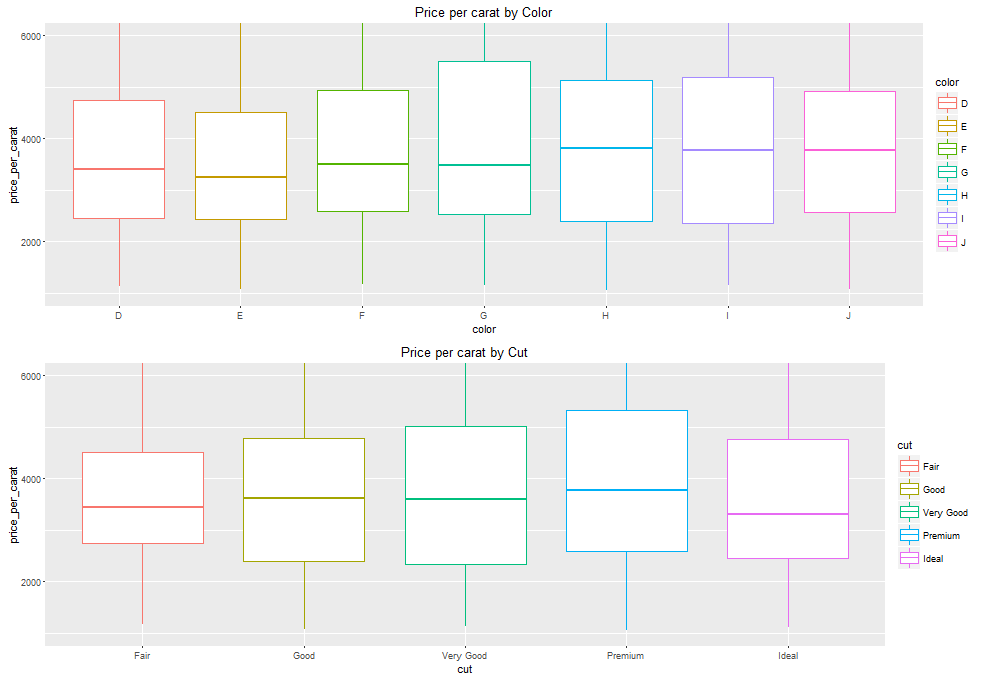 Price per carat by Color
price_per_carat
6000
4000
2000
D E F G H I J
color
color
D
E
F
G
H
I
J
Price per carat by Cut
price_per_carat
6000
4000
2000
Fair Good Very Good Premium Ideal
cut
cut
Fair
Good
Very Good
Premium
Ideal